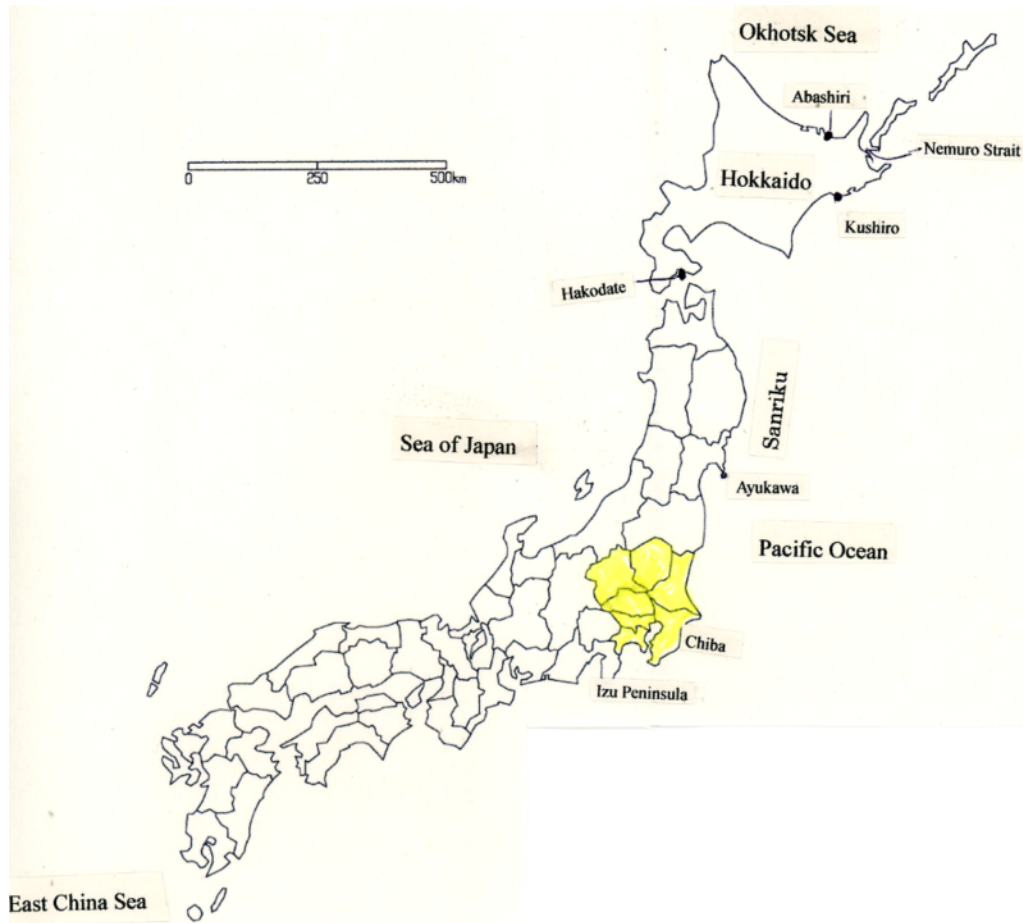 Okhotsk Sea
Abashiri
Nemuro Strait
0 250 500km
Hokkaido
Kushiro
Hakodate
Sanriku
Sea of Japan
Ayukawa
Pacific Ocean
Chiba
Izu Peninsula
East China Sea